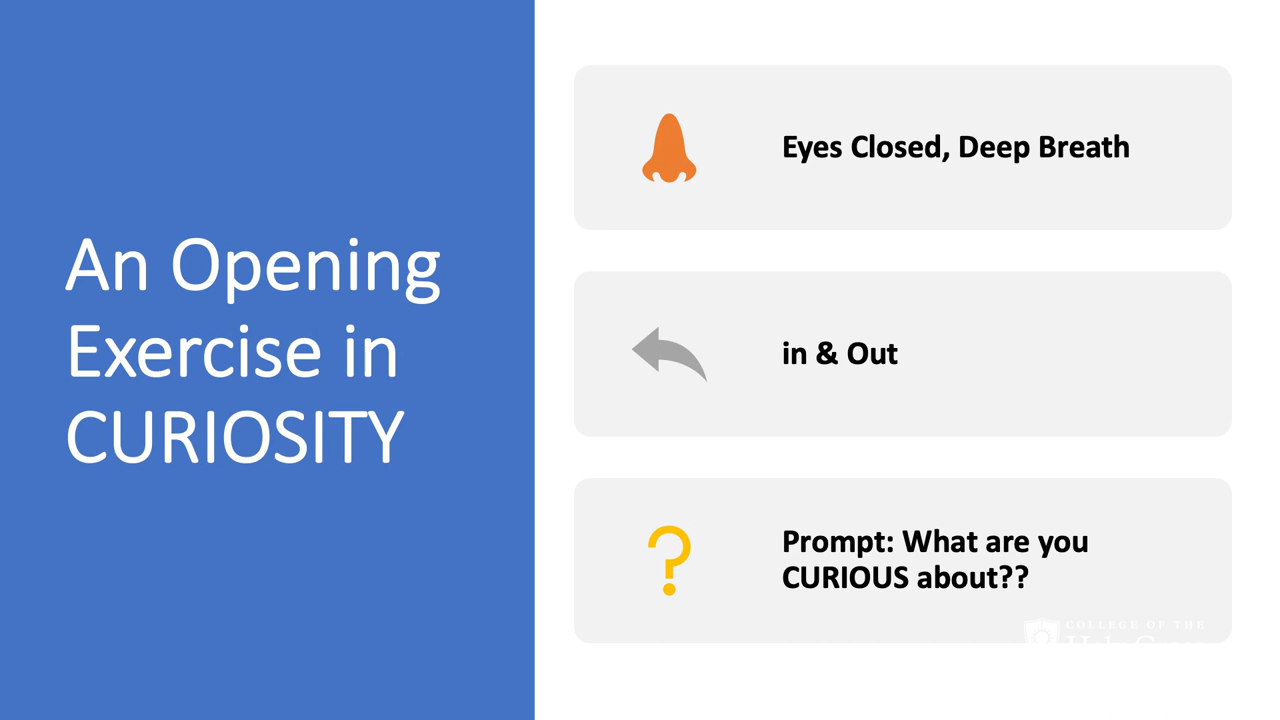 An Opening
Exercise in
CURIOSITY
Eyes Closed, Deep Breath
in & Out
Prompt: What are you
CURIOUS about??
COLLEGE OF THE